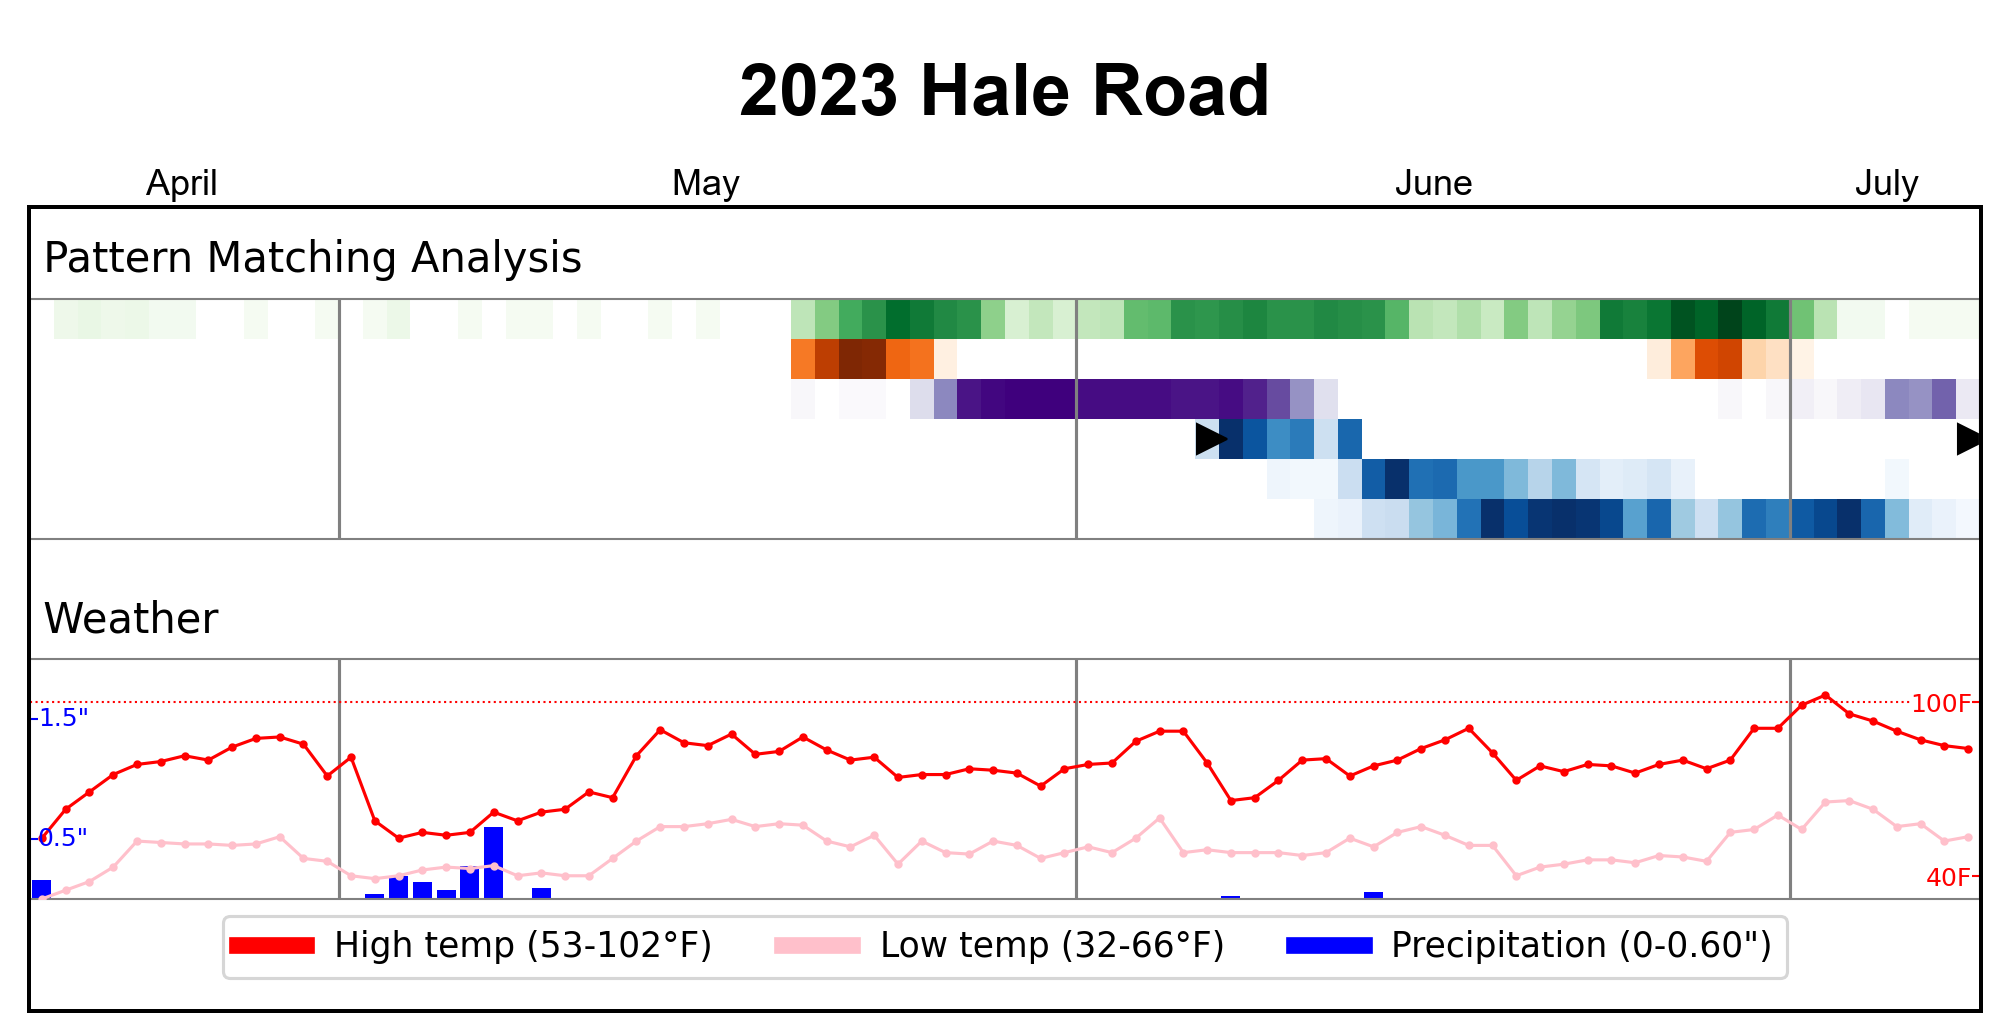 2023 Hale Road
April May June July
Pattern Matching Analysis
Weather
1.5" 100F
0.5" 40F
High temp (53-102°F) Low temp (32-66°F) Precipitation (0-0.60")